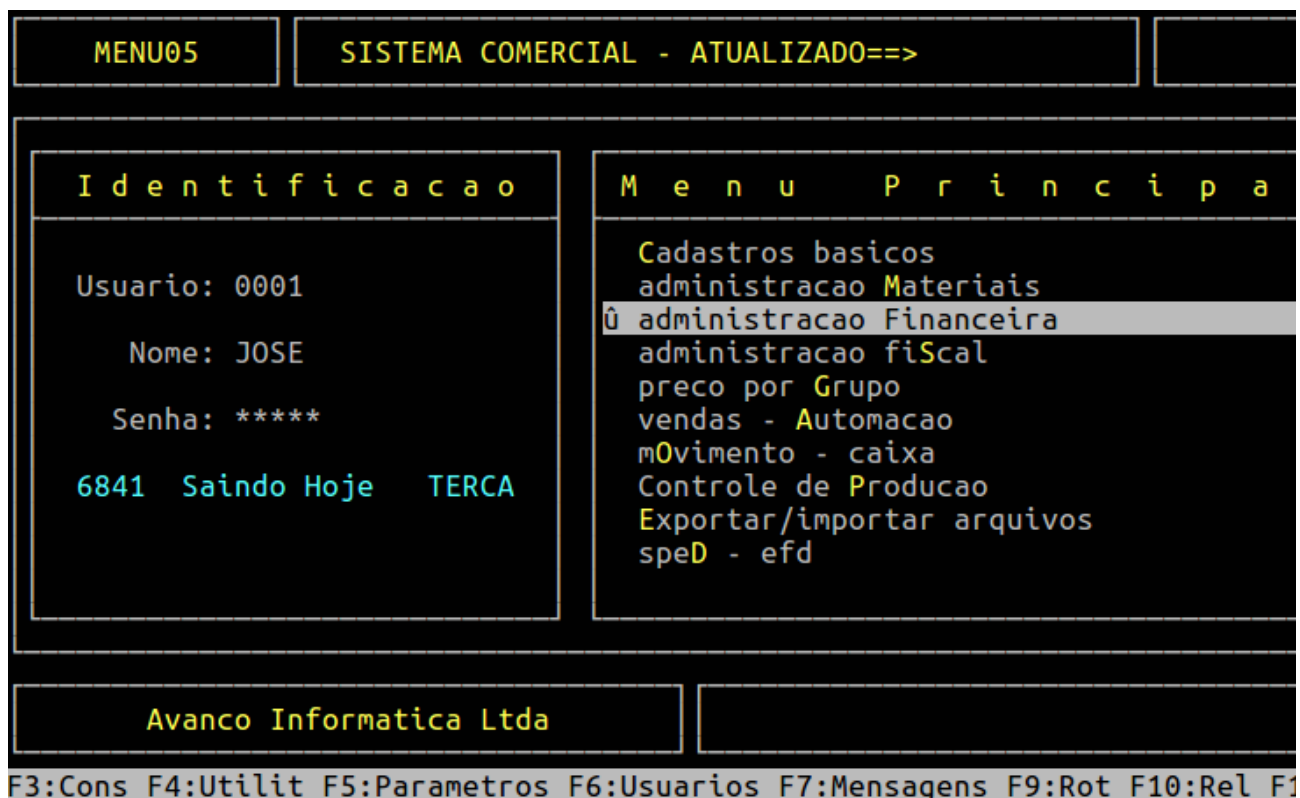 MENU05
SISTEMA COMERCIAL - ATUALIZADO==>
I d e n t i f i c a c a o
Usuario: 0001
Nome: JOSE
Senha: *****
6841 Saindo Hoje TERCA
M e n u P r i n c i p a
Cadastros basicos
administracao Materiais
û administracao Financeira
administracao fiScal
preco por Grupo
vendas - Automacao
mOvimento - caixa
Controle de Producao
Exportar/importar arquivos
speD - efd
Avanco Informatica Ltda
F3:Cons F4:Utilit F5:Parametros F6:Usuarios F7:Mensagens F9:Rot F10:Rel F1